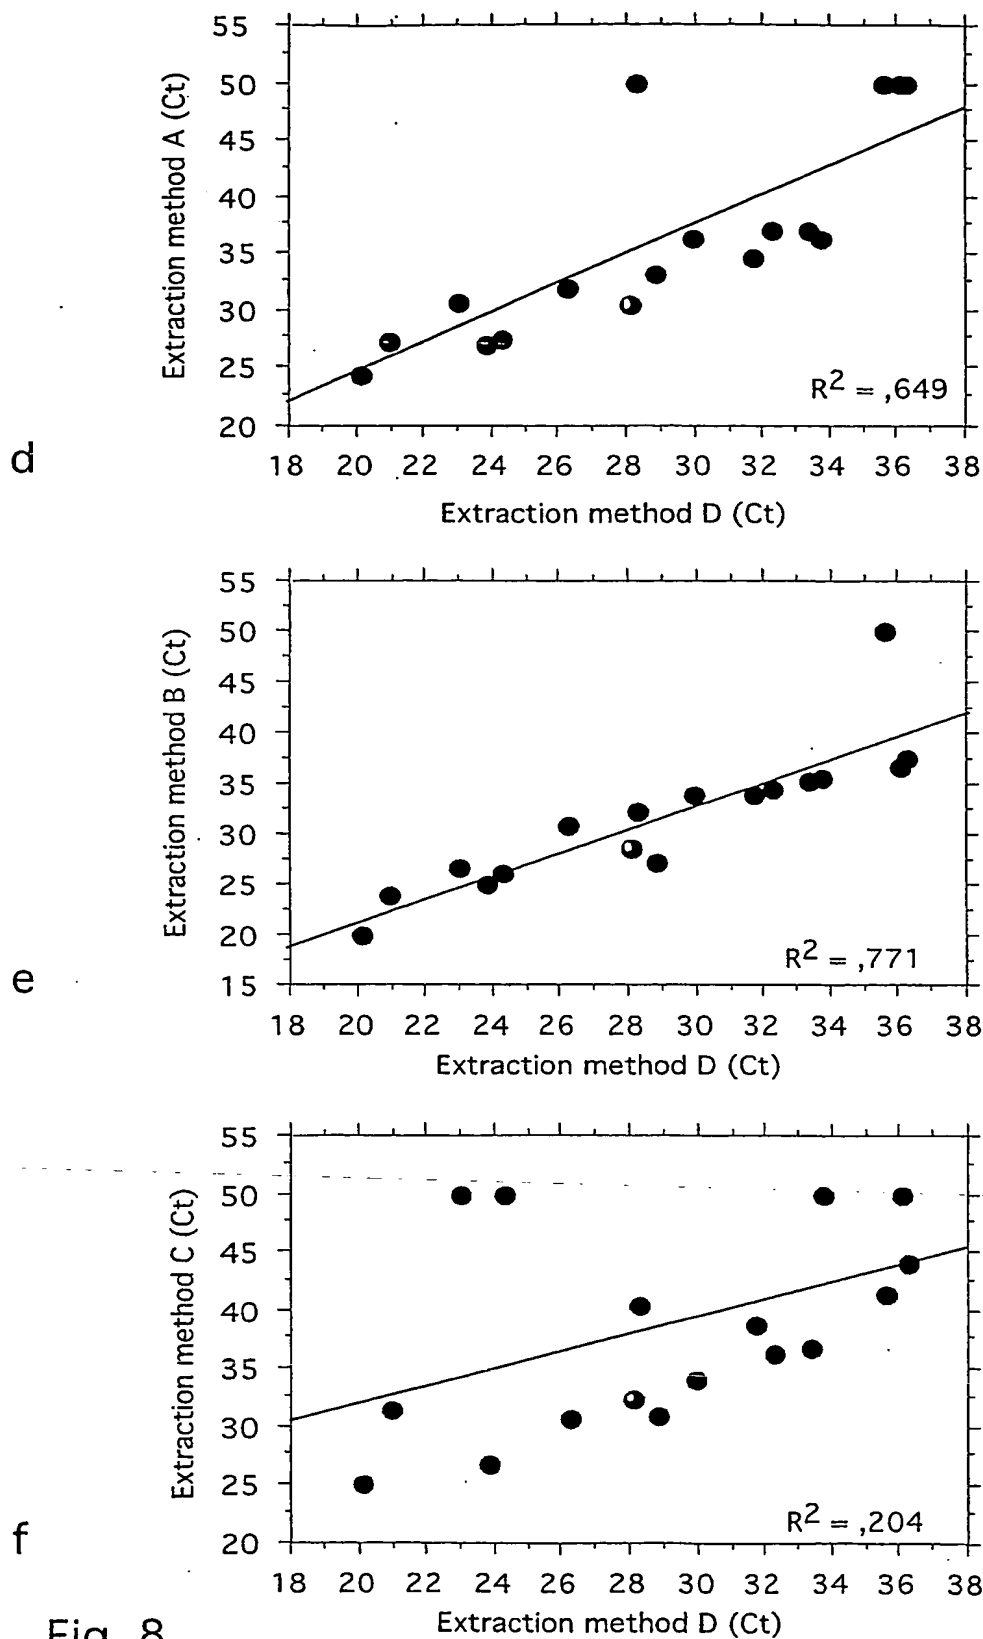 55
50
45
40
35
30
25
20
Extraction method A (Ct)
R2 = ,649
18 20 22 24 26 28 30 32 34 36 38
Extraction method D (Ct)
d
55
50
45
40
35
30
25
20
15
Extraction method B (Ct)
R2 = ,771
18 20 22 24 26 28 30 32 34 36 38
Extraction method D (Ct)
e
55
50
45
40
35
30
25
20
Extraction method C (Ct)
R2 = ,204
18 20 22 24 26 28 30 32 34 36 38
Extraction method D (Ct)
f
Fig. 8